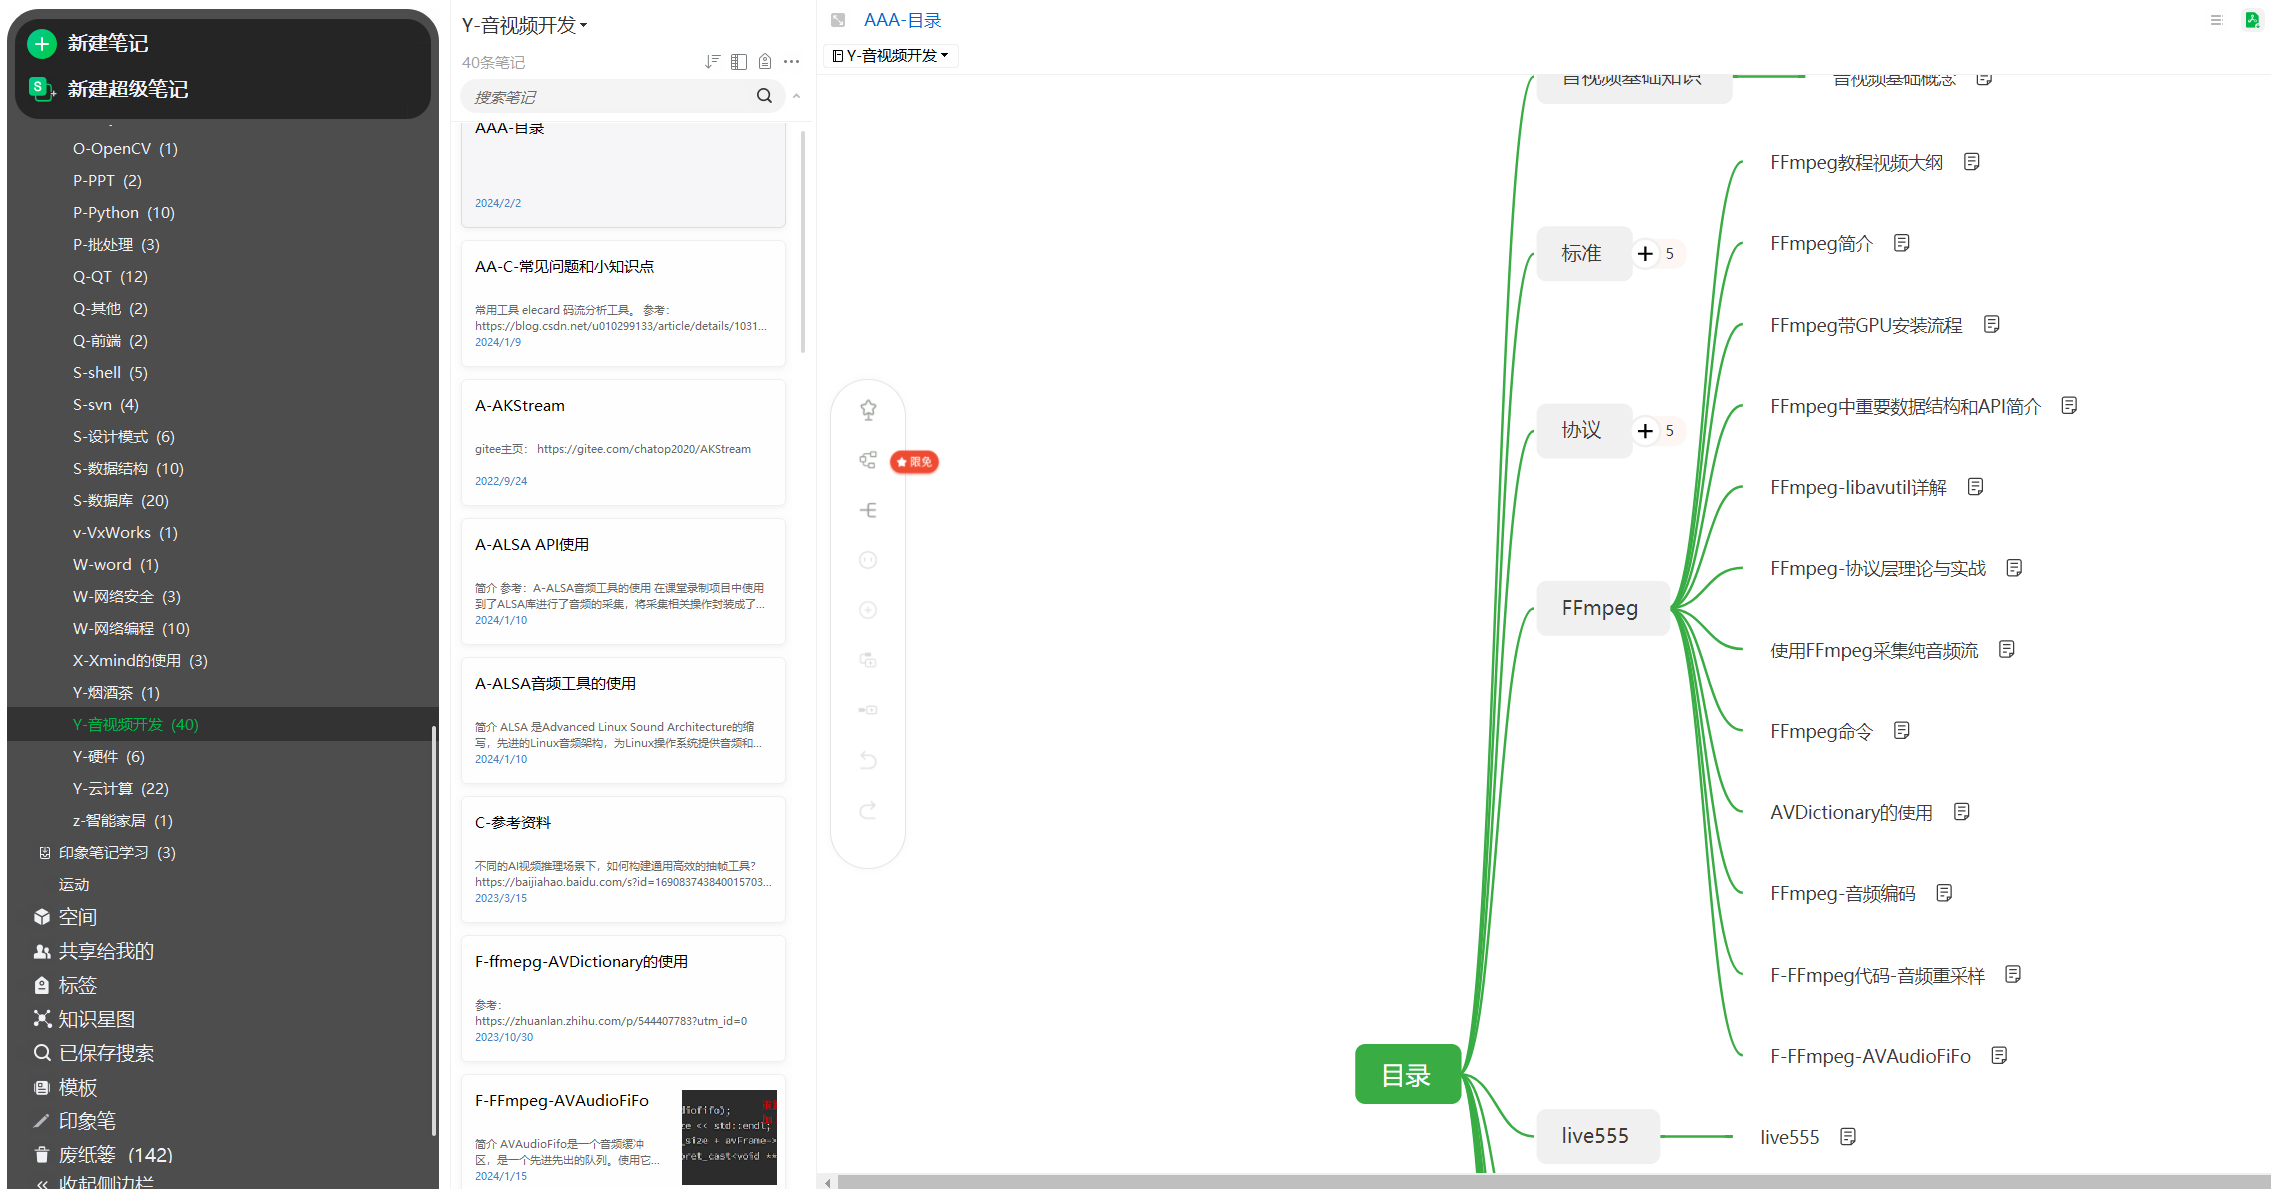 新建笔记
新建超级笔记
O-OpenCV (1)
P-PPT (2)
P-Python (10)
P-批处理 (3)
Q-QT (12)
Q-其他 (2)
Q-前端 (2)
S-shell (5)
S-svn (4)
S-设计模式 (6)
S-数据结构 (10)
S-数据库 (20)
v-VxWorks (1)
W-word (1)
W-网络安全 (3)
W-网络编程 (10)
X-Xmind的使用 (3)
Y-烟酒茶 (1)
Y-音视频开发 (40)
Y-硬件 (6)
Y-云计算 (22)
z-智能家居 (1)
印象笔记学习 (3)
运动
空间
共享给我的
标签
知识星图
已保存搜索
模板
印象笔
废纸篓 (142)
收起侧边栏
Y-音视频开发
40条笔记
搜索笔记
AAA-目录
2024/2/2
AA-C-常见问题和小知识点
常用工具 elecard 码流分析工具。 参考：
https://blog.csdn.net/u010299133/article/details/1031...
2024/1/9
A-AKStream
gitee主页： https://gitee.com/chatop2020/AKStream
2022/9/24
A-ALSA API使用
简介 参考：A-ALSA音频工具的使用 在课堂录制项目中使用
到了ALSA库进行了音频的采集，将采集相关操作封装成了...
2024/1/10
A-ALSA音频工具的使用
简介 ALSA 是Advanced Linux Sound Architecture的缩
写，先进的Linux音频架构，为Linux操作系统提供音频和...
2024/1/10
C-参考资料
不同的AI视频推理场景下，如何构建通用高效的抽帧工具？
https://baijiahao.baidu.com/s?id=169083743840015703...
2023/3/15
F-ffmepg-AVDictionary的使用
参考：
https://zhuanlan.zhihu.com/p/544407783?utm_id=0
2023/10/30
F-FFmpeg-AVAudioFiFo
简介 AVAudioFifo是一个音频缓冲
区，是一个先进先出的队列。使用它...
2024/1/15
diofifo);
ze << std::endl;
_size + avFrame->
pret_cast<void **
AAA-目录
Y-音视频开发
限免
目录
音视频基础知识
音视频基础概念
标准
5
协议
5
FFmpeg
FFmpeg教程视频大纲
FFmpeg简介
FFmpeg带GPU安装流程
FFmpeg中重要数据结构和API简介
FFmpeg-libavutil详解
FFmpeg-协议层理论与实战
使用FFmpeg采集纯音频流
FFmpeg命令
AVDictionary的使用
FFmpeg-音频编码
F-FFmpeg代码-音频重采样
F-FFmpeg-AVAudioFiFo
live555
live555